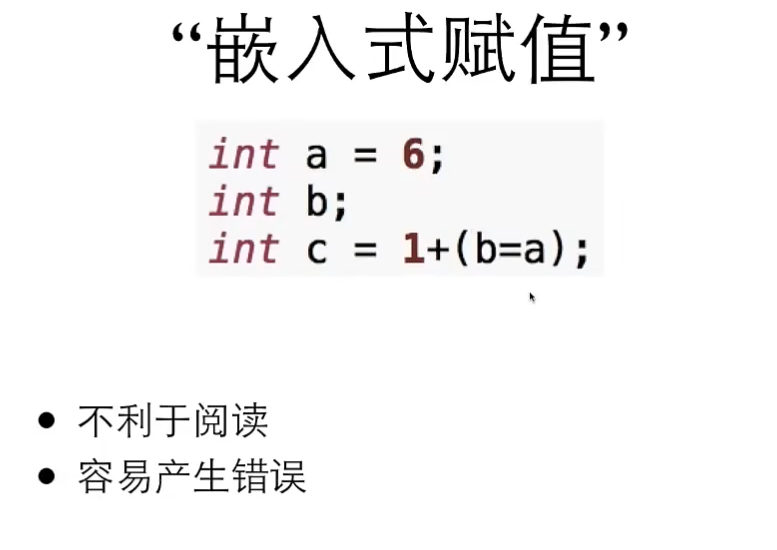 “嵌入式赋值”
int a = 6;
int b;
int c = 1+(b=a);
● 不利于阅读
● 容易产生错误